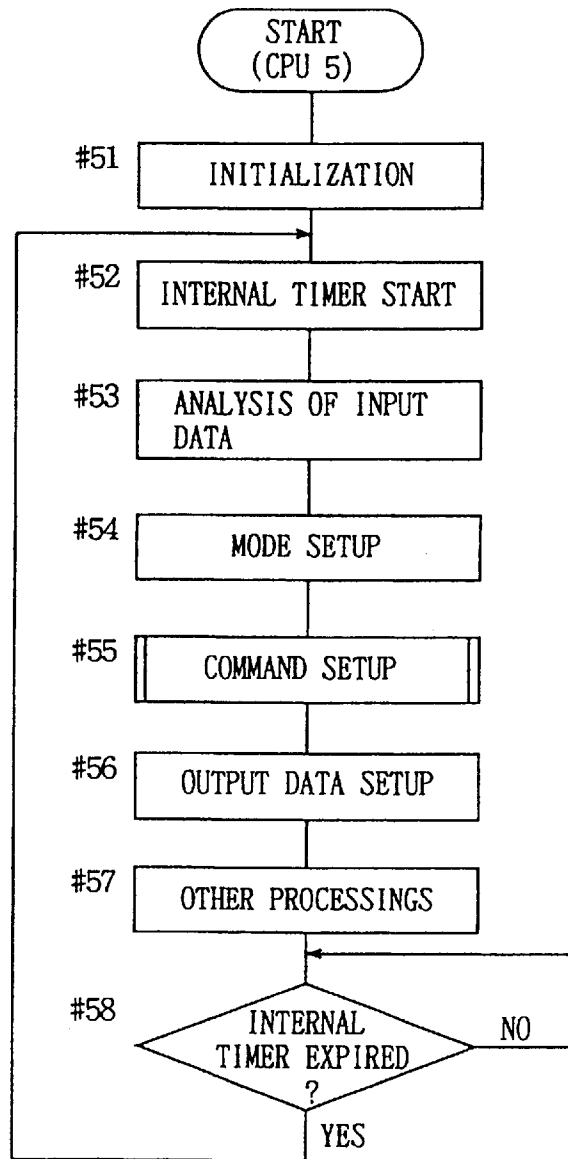 START
(CPU 5)
#51
INITIALIZATION
#52
INTERNAL TIMER START
#53
ANALYSIS OF INPUT
DATA
#54
MODE SETUP
#55
COMMAND SETUP
#56
OUTPUT DATA SETUP
#57
OTHER PROCESSINGS
#58
INTERNAL
TIMER EXPIRED
?
NO
YES